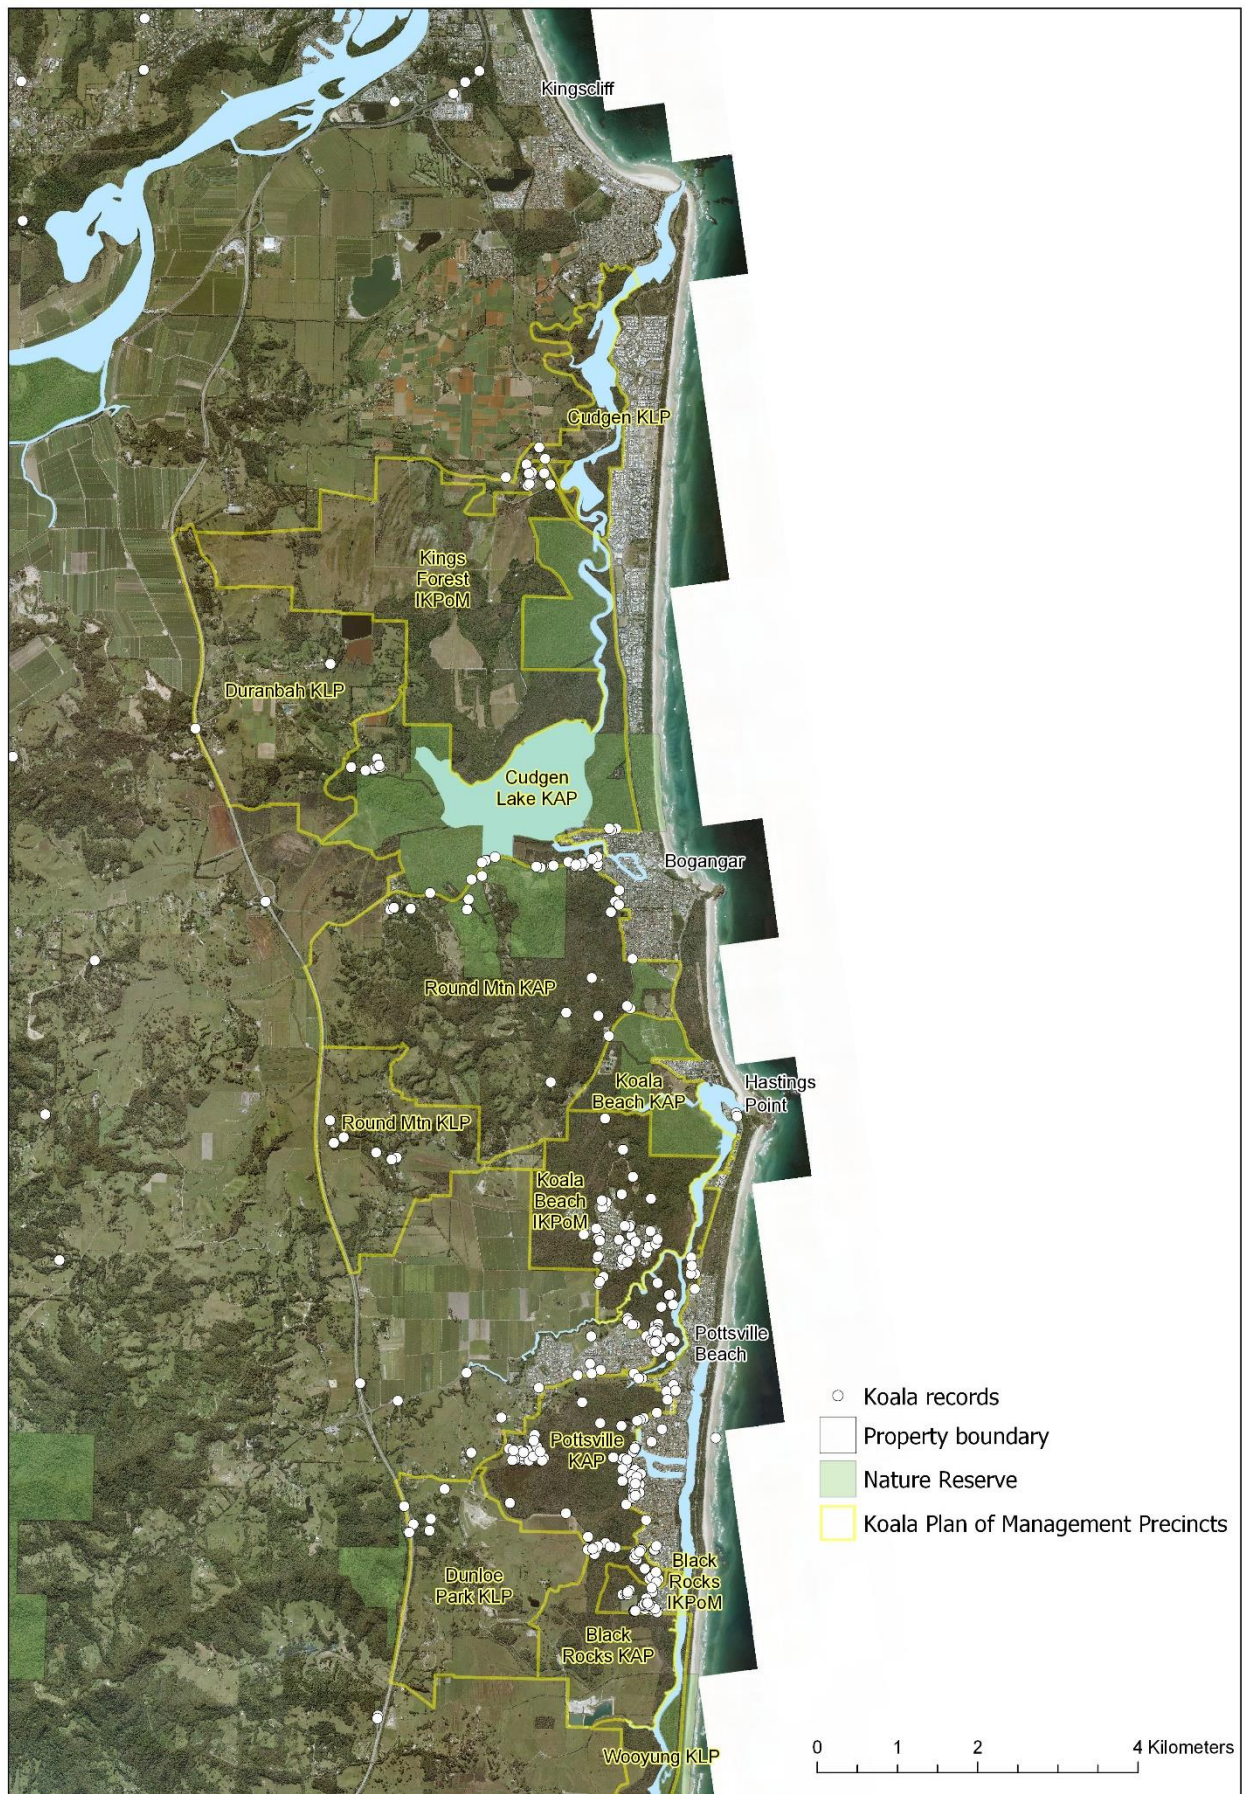 Kingscliff
Cudgen KLP
Kings
Forest
IKPoM
Duranbah KLP
Cudgen
Lake KAP
Bogangar
Round Mtn KAP
Koala
Beach KAP
Hastings
Point
Round Mtn KLP
Koala
Beach
IKPoM
Pottsville
Beach
Koala records
Pottsville
KAP
Property boundary
Nature Reserve
Koala Plan of Management Precincts
Dunloe
Park KLP
Black
Rocks
IKPoM
Black
Rocks KAP
Wooyung KLP
0 1 2 4 Kilometers